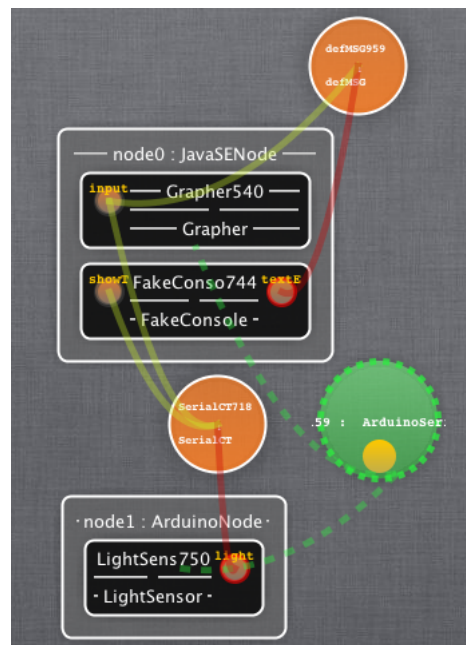 defMSG959
defMSG
node0 : JavaSENode
input
Grapher540
Grapher
showT
FakeConso744
textE
FakeConsole
SerialCT718
SerialCT
.59 : ArduinoSer.
node1 : ArduinoNode
LightSens750
light
LightSensor